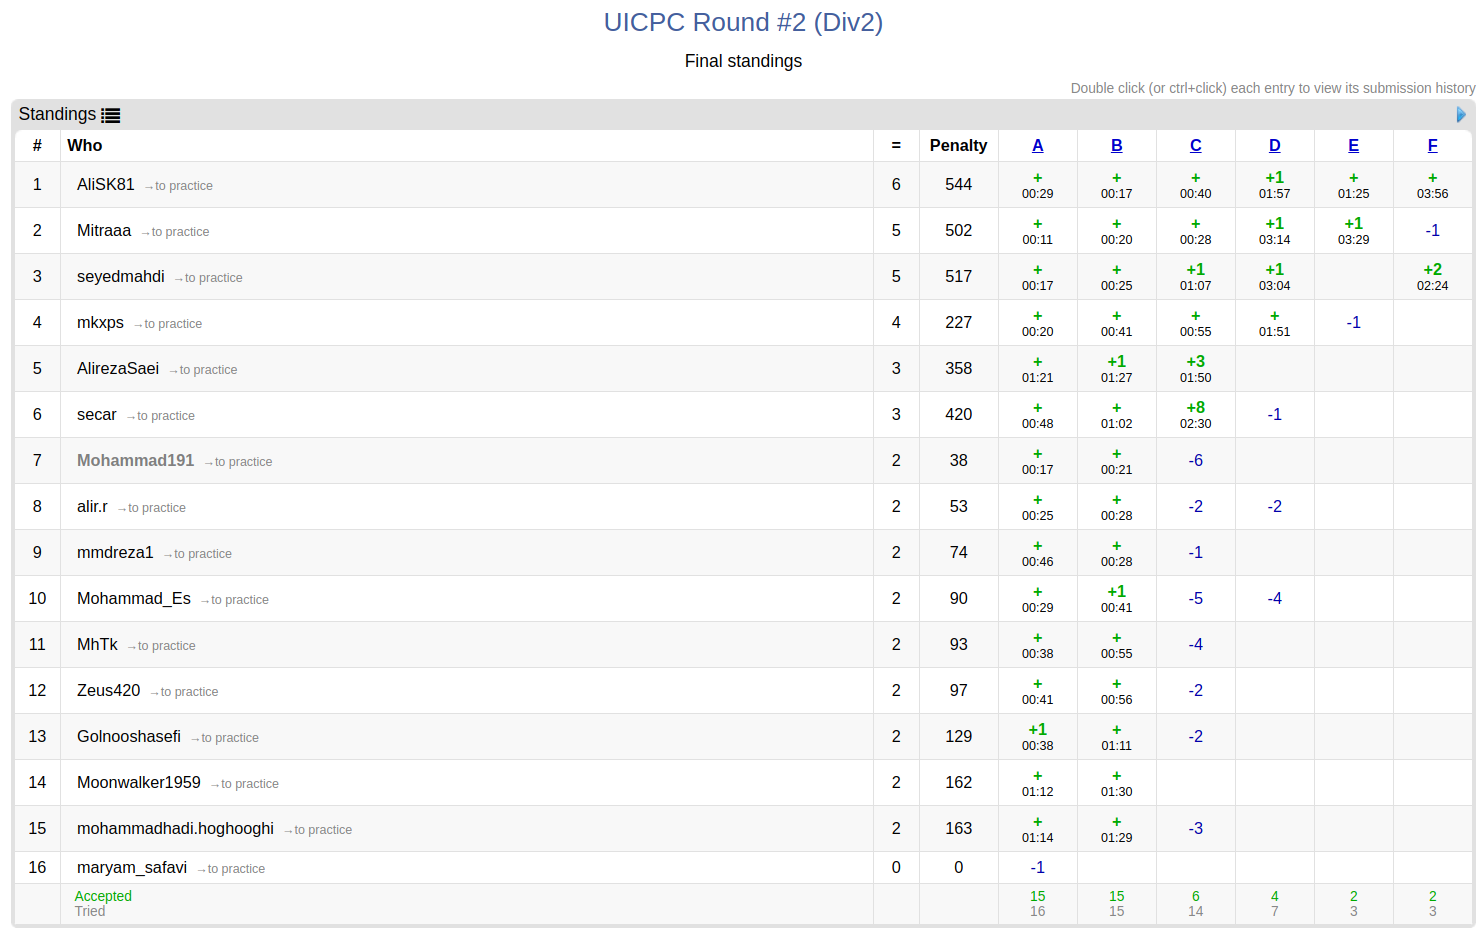 UICPC Round #2 (Div2)
Final standings
Double click (or ctrl+click) each entry to view its submission history
Standings
# Who = Penalty A B C D E F
1 AliSK81 →to practice 6 544 + + + +1 + +
00:29 00:17 00:40 01:57 01:25 03:56
2 Mitraaa →to practice 5 502 + + + +1 +1 -1
00:11 00:20 00:28 03:14 03:29
3 seyedmahdi →to practice 5 517 + + +1 +1 +2
00:17 00:25 01:07 03:04 02:24
4 mkxps →to practice 4 227 + + + + -1
00:20 00:41 00:55 01:51
5 AlirezaSaei →to practice 3 358 + +1 +3
01:21 01:27 01:50
6 secar →to practice 3 420 + + +8 -1
00:48 01:02 02:30
7 Mohammad191 →to practice 2 38 + + -6
00:17 00:21
8 alir.r →to practice 2 53 + + -2 -2
00:25 00:28
9 mmdreza1 →to practice 2 74 + + -1
00:46 00:28
10 Mohammad_Es →to practice 2 90 + +1 -5 -4
00:29 00:41
11 MhTk →to practice 2 93 + + -4
00:38 00:55
12 Zeus420 →to practice 2 97 + + -2
00:41 00:56
13 Golnooshasefi →to practice 2 129 +1 + -2
00:38 01:11
14 Moonwalker1959 →to practice 2 162 + +
01:12 01:30
15 mohammadhadi.hoghooghi →to practice 2 163 + + -3
01:14 01:29
16 maryam_safavi →to practice 0 0 -1
Accepted 15 15 6 4 2 2
Tried 16 15 14 7 3 3